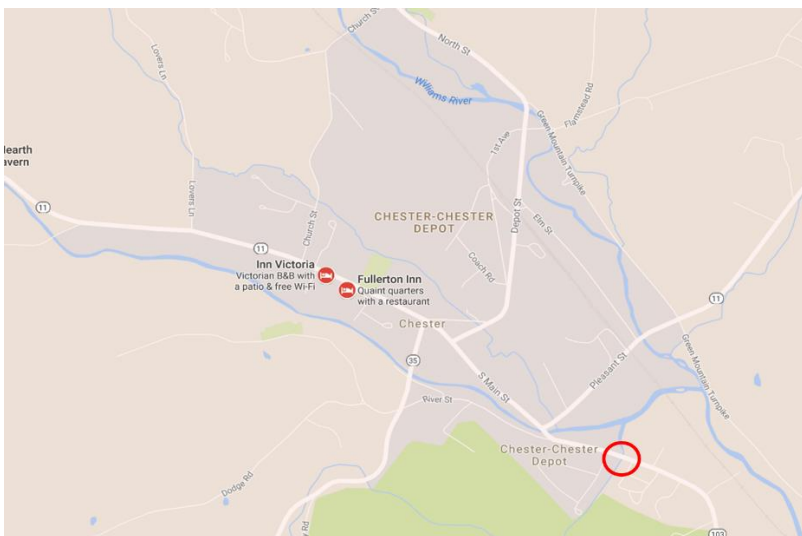 Church St
North St
Lovers Ln
Williams River
Green Mountain Turnpike
Flamstead Rd
1st Ave
learth
avern
11
Lovers Ln
Church St
CHESTER-CHESTER
DEPOT
Depot St
Elm St
11
Inn Victoria
Victorian B&B with
a patio & free Wi-Fi
Coach Rd
Fullerton Inn
Quaint quarters
with a restaurant
11
Chester
35
S Main St
Pleasant St
Green Mountain Turnpike
River St
Chester-Chester
Depot
Dodge Rd
Rd
103